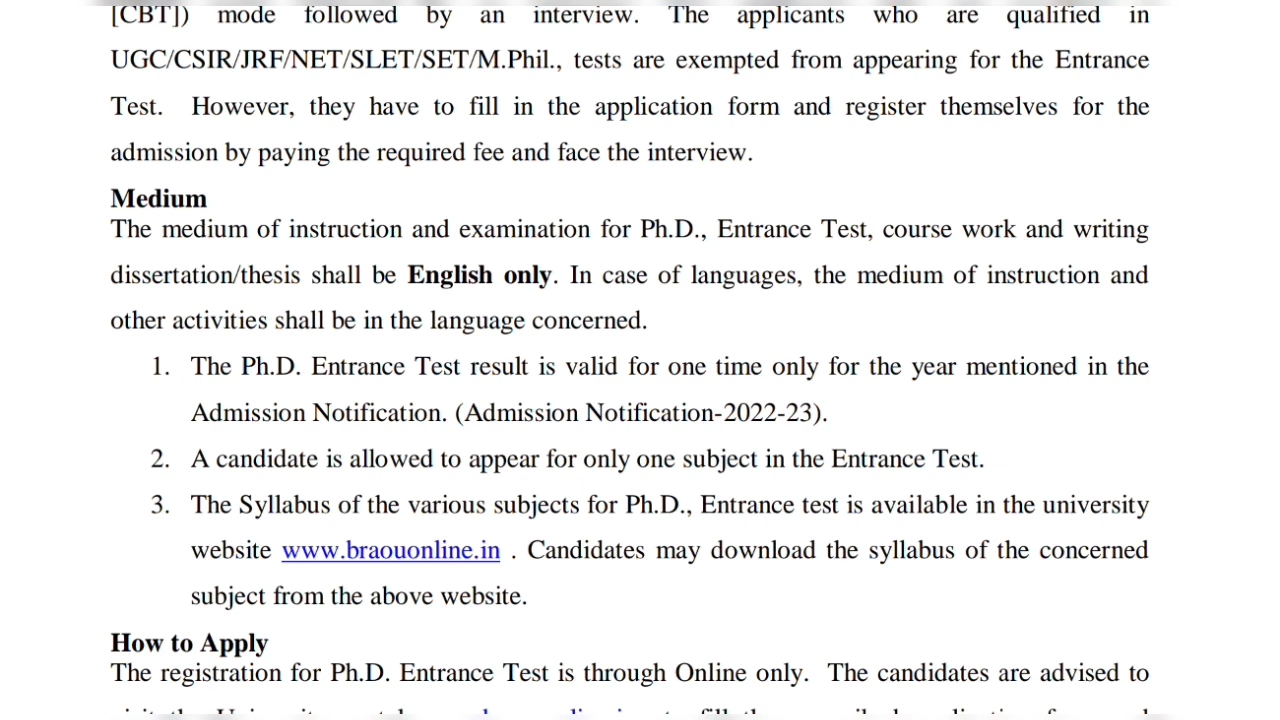 [CBT]) mode followed by an interview. The applicants who are qualified in
UGC/CSIR/JRF/NET/SLET/SET/M.Phil., tests are exempted from appearing for the Entrance
Test. However, they have to fill in the application form and register themselves for the
admission by paying the required fee and face the interview.
Medium
The medium of instruction and examination for Ph.D., Entrance Test, course work and writing
dissertation/thesis shall be English only. In case of languages, the medium of instruction and
other activities shall be in the language concerned.
1. The Ph.D. Entrance Test result is valid for one time only for the year mentioned in the
Admission Notification. (Admission Notification-2022-23).
2. A candidate is allowed to appear for only one subject in the Entrance Test.
3. The Syllabus of the various subjects for Ph.D., Entrance test is available in the university
website www.braouonline.in . Candidates may download the syllabus of the concerned
subject from the above website.
How to Apply
The registration for Ph.D. Entrance Test is through Online only. The candidates are advised to